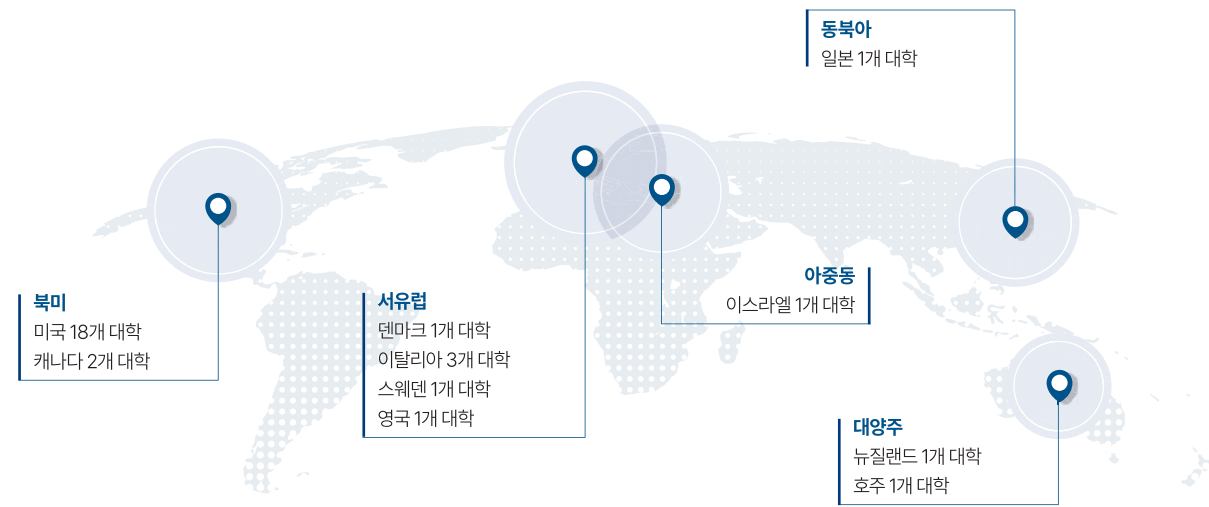 동북아
일본 1개 대학
북미
미국 18개 대학
캐나다 2개 대학
서유럽
덴마크 1개 대학
이탈리아 3개 대학
스웨덴 1개 대학
영국 1개 대학
아중동
이스라엘 1개 대학
대양주
뉴질랜드 1개 대학
호주 1개 대학